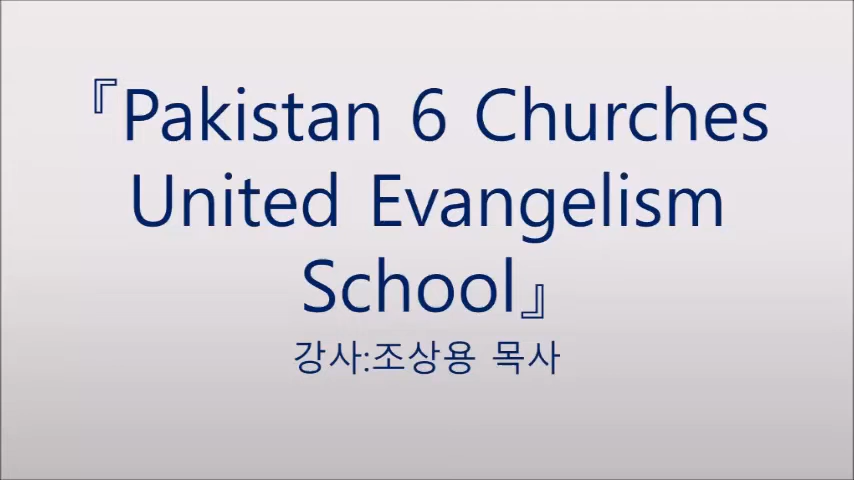 『Pakistan 6 Churches
United Evangelism
School』
강사:조상용 목사